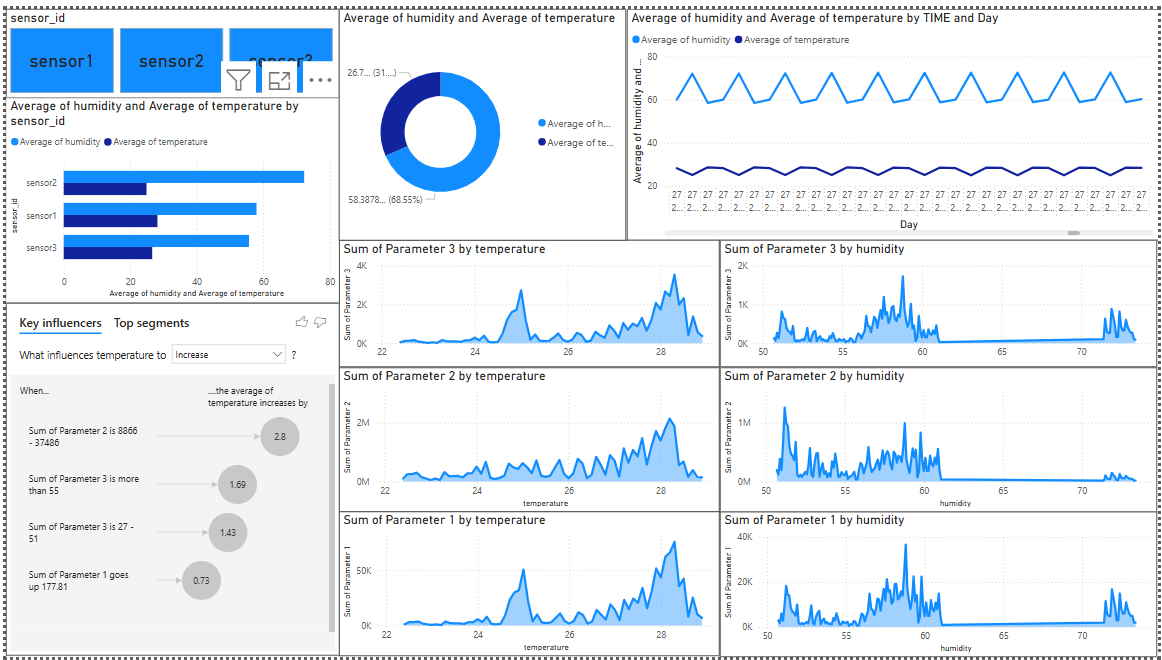 sensor_id
sensor1
sensor2
sensor3
Average of humidity and Average of temperature by
sensor_id
Average of humidity
Average of temperature
sensor_id
sensor2
sensor1
sensor3
0
20
40
60
80
Average of humidity and Average of temperature
Key influencers
Top segments
What influences temperature to
Increase
?
When...
....the average of
temperature increases by
Sum of Parameter 2 is 8866
- 37486
2.8
Sum of Parameter 3 is more
than 55
1.69
Sum of Parameter 3 is 27 -
51
1.43
Sum of Parameter 1 goes
up 177.81
0.73
Average of humidity and Average of temperature
26.7... (31....)
58.3878... (68.55%)
Average of h...
Average of te...
Average of humidity and Average of temperature by TIME and Day
Average of humidity
Average of temperature
Average of humidity and ...
80
60
40
20
27 27 27 27 27 27 27 27 27 27 27 27 27 27 27 27 27 27 27 27 27 27 27 27 27 27 27 27 27 27 27
2... 2... 2... 2... 2... 2... 2... 2... 2... 2... 2... 2... 2... 2... 2... 2... 2... 2... 2... 2... 2... 2... 2... 2... 2... 2... 2... 2... 2... 2... 2...
Day
Sum of Parameter 3 by temperature
Sum of Parameter 3
4K
2K
0K
22
24
26
28
Sum of Parameter 3 by humidity
Sum of Parameter 3
2K
1K
0K
50
55
60
65
70
Sum of Parameter 2 by temperature
Sum of Parameter 2
2M
0M
22
24
26
28
temperature
Sum of Parameter 2 by humidity
Sum of Parameter 2
1M
0M
50
55
60
65
70
humidity
Sum of Parameter 1 by temperature
Sum of Parameter 1
50K
0K
22
24
26
28
temperature
Sum of Parameter 1 by humidity
Sum of Parameter 1
40K
20K
0K
50
55
60
65
70
humidity